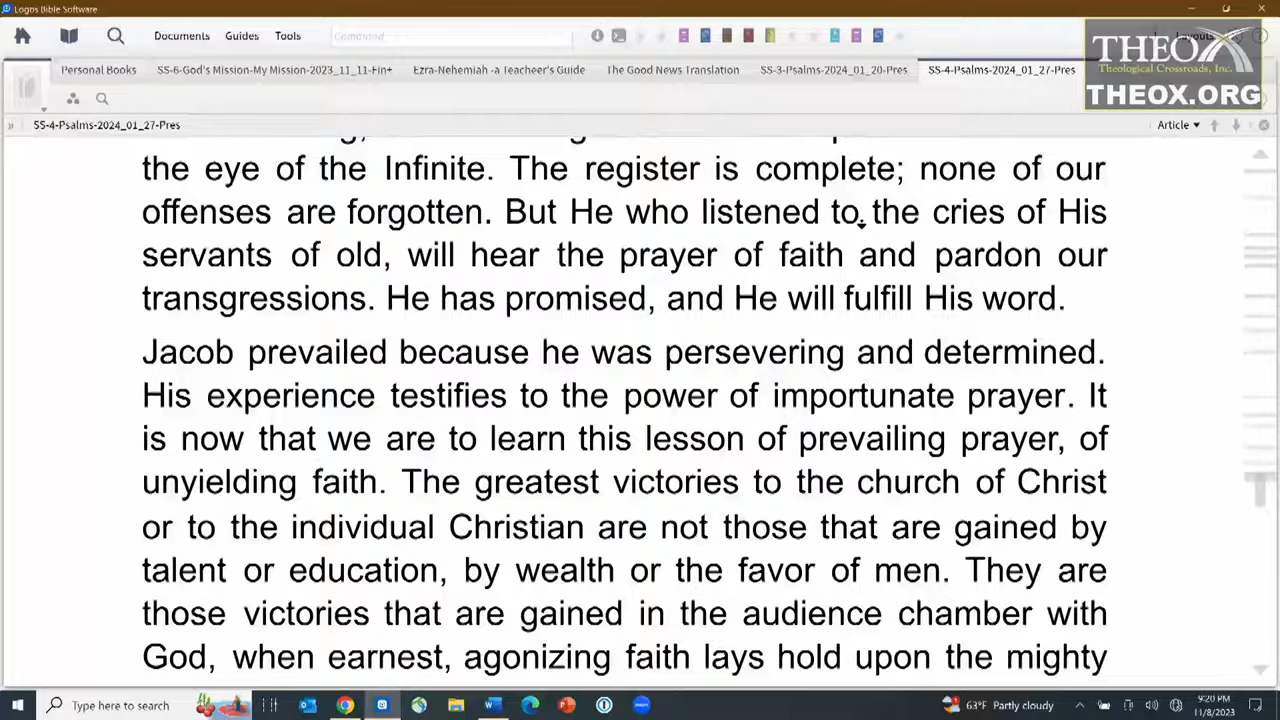 Logos Bible Software
Documents Guides Tools Command
THEOX
Theological Crossroads, Inc.
THEOX.ORG
Personal Books SS-6-God's Mission-My Mission-2023_11_11-Fin+ The Good News Translation SS-3-Psalms-2024_01_20-Pres SS-4-Psalms-2024_01_27-Pres
SS-4-Psalms-2024_01_27-Pres Article
the eye of the Infinite. The register is complete; none of our
offenses are forgotten. But He who listened to the cries of His
servants of old, will hear the prayer of faith and pardon our
transgressions. He has promised, and He will fulfill His word.
Jacob prevailed because he was persevering and determined.
His experience testifies to the power of importunate prayer. It
is now that we are to learn this lesson of prevailing prayer, of
unyielding faith. The greatest victories to the church of Christ
or to the individual Christian are not those that are gained by
talent or education, by wealth or the favor of men. They are
those victories that are gained in the audience chamber with
God, when earnest, agonizing faith lays hold upon the mighty
Type here to search 63°F Partly cloudy 9:20 PM
11/8/2023